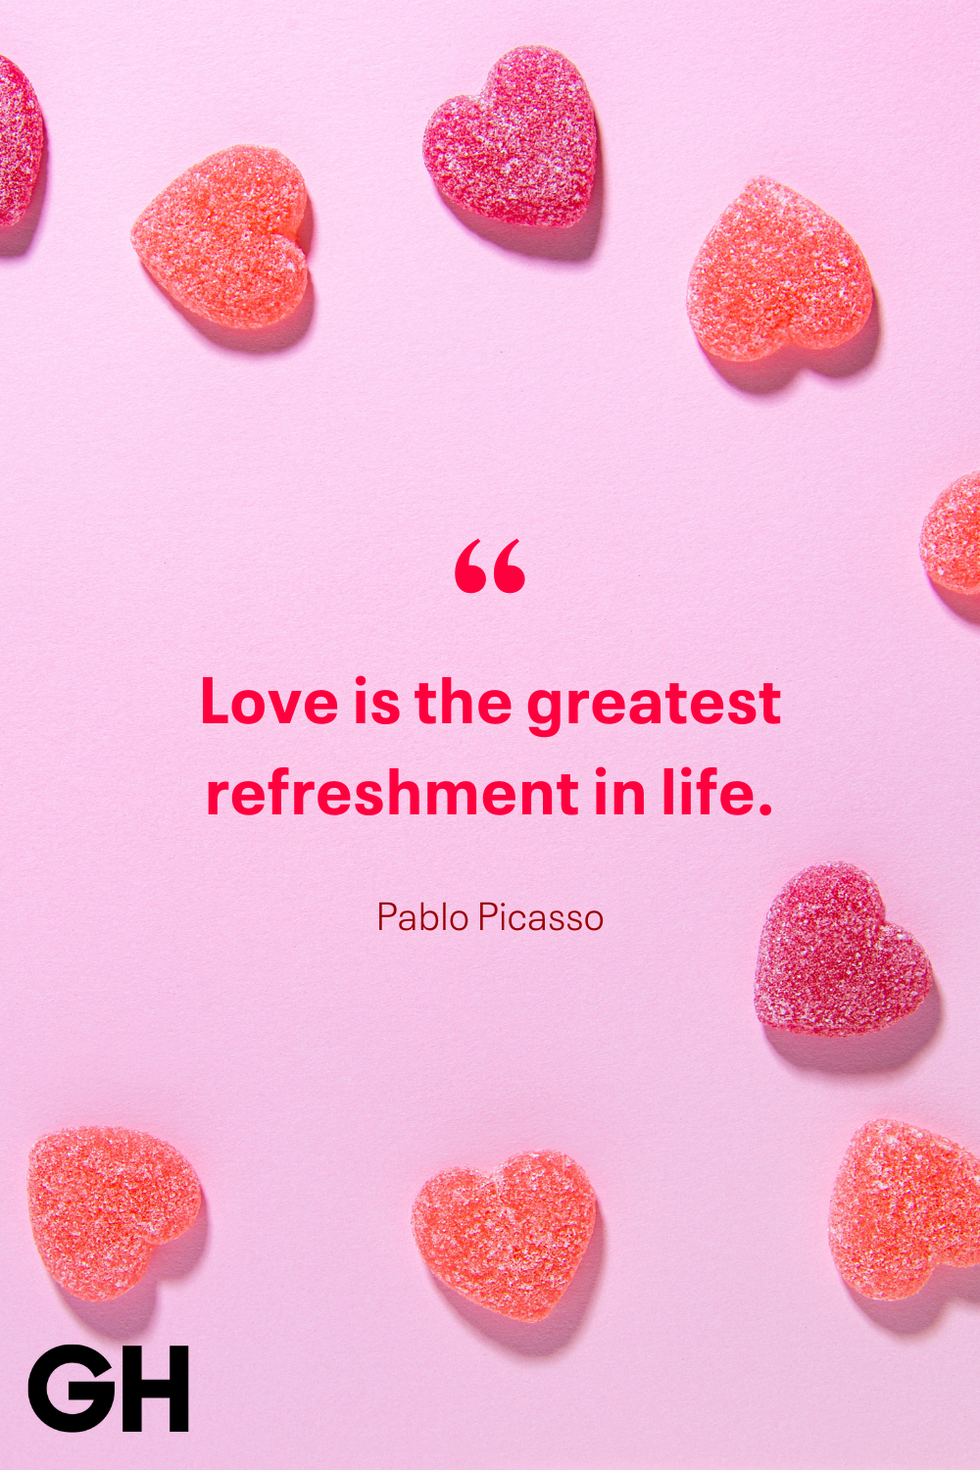 “
Love is the greatest
refreshment in life.
Pablo Picasso
GH